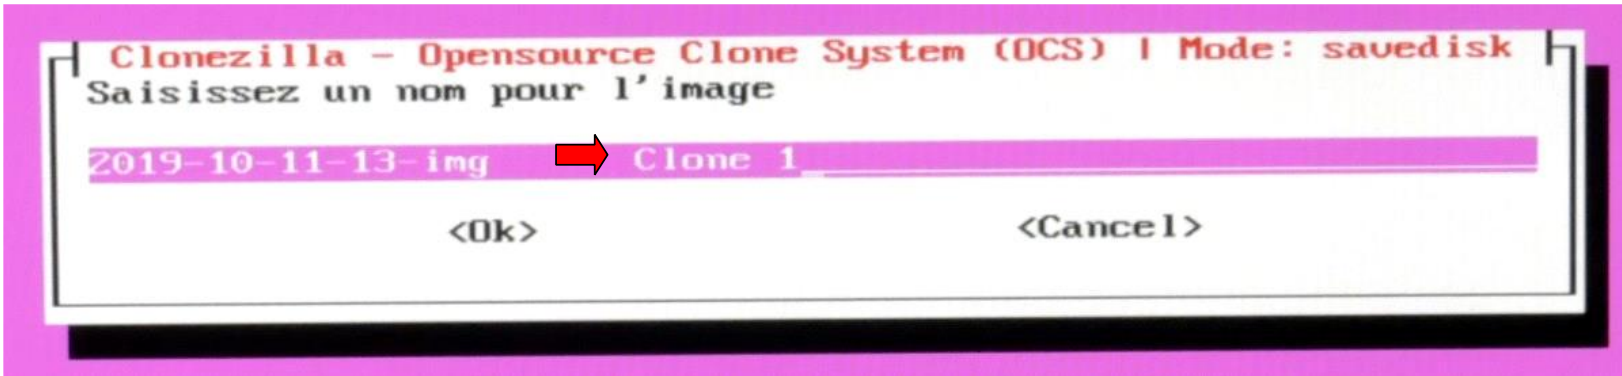 Clonezilla - Opensource Clone System (OCS) | Mode: savedisk
Saisissez un nom pour l'image
2019-10-11-13-img Clone 1_
<Ok> <Cancel>